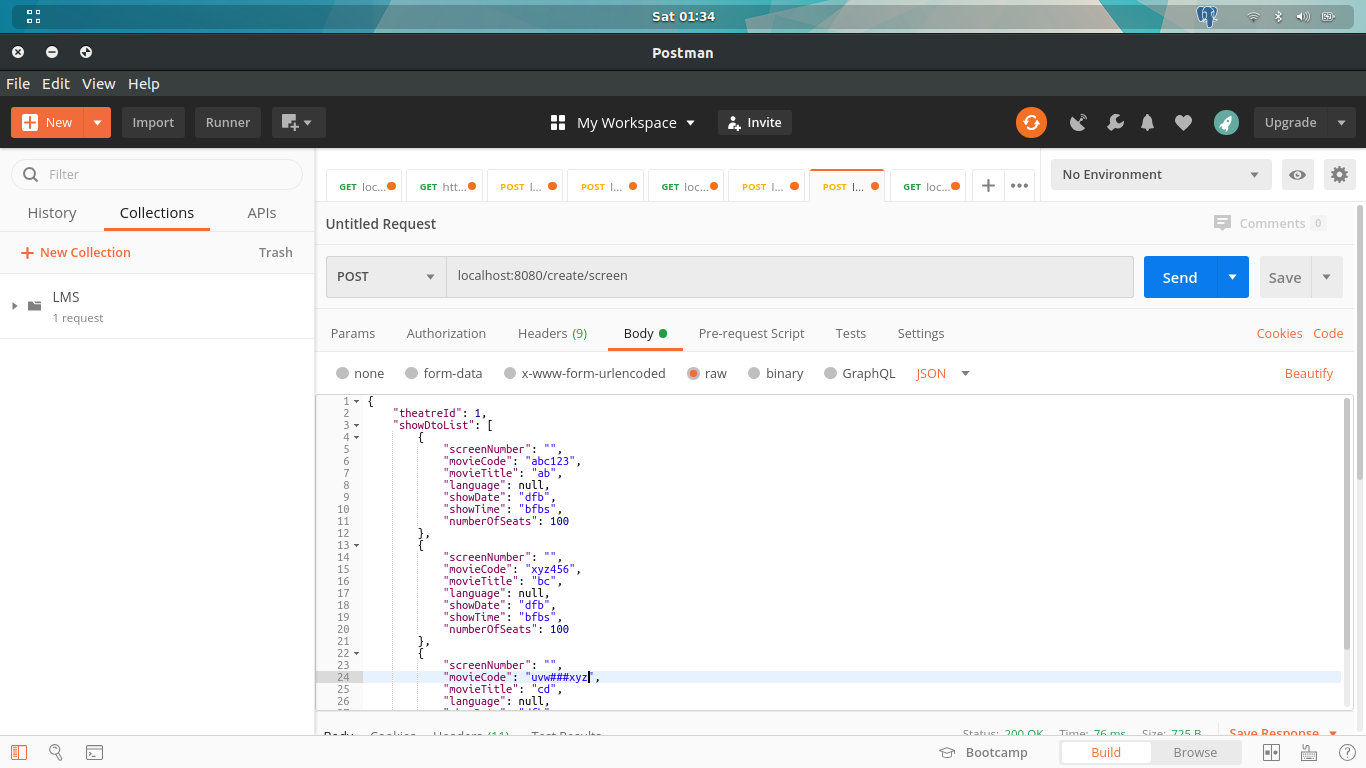 Sat 01:34
Postman
File Edit View Help
New Import Runner My Workspace Invite Upgrade
Filter
GET loc... GET htt... POST l... POST l... GET loc... POST l... POST l... GET loc... No Environment
History Collections APIs
Untitled Request Comments 0
New Collection Trash
POST localhost:8080/create/screen Send Save
LMS
1 request
Params Authorization Headers (9) Body Pre-request Script Tests Settings Cookies Code
none form-data x-www-form-urlencoded raw binary GraphQL JSON Beautify
1 {
2 "theatreId": 1,
3 "showDtoList": [
4 {
5 "screenNumber": "",
6 "movieCode": "abc123",
7 "movieTitle": "ab",
8 "language": null,
9 "showDate": "dfb",
10 "showTime": "bfbs",
11 "numberOfSeats": 100
12 },
13 {
14 "screenNumber": "",
15 "movieCode": "xyz456",
16 "movieTitle": "bc",
17 "language": null,
18 "showDate": "dfb",
19 "showTime": "bfbs",
20 "numberOfSeats": 100
21 },
22 {
23 "screenNumber": "",
24 "movieCode": "uvw###xyz",
25 "movieTitle": "cd",
26 "language": null,
Body Cookies Headers (11) Test Results Status: 200 OK Time: 76 ms Size: 725 B Save Response
Bootcamp Build Browse